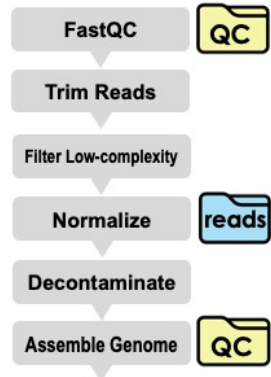 FastQC
QC
Trim Reads
Filter Low-complexity
Normalize
reads
Decontaminate
Assemble Genome
QC